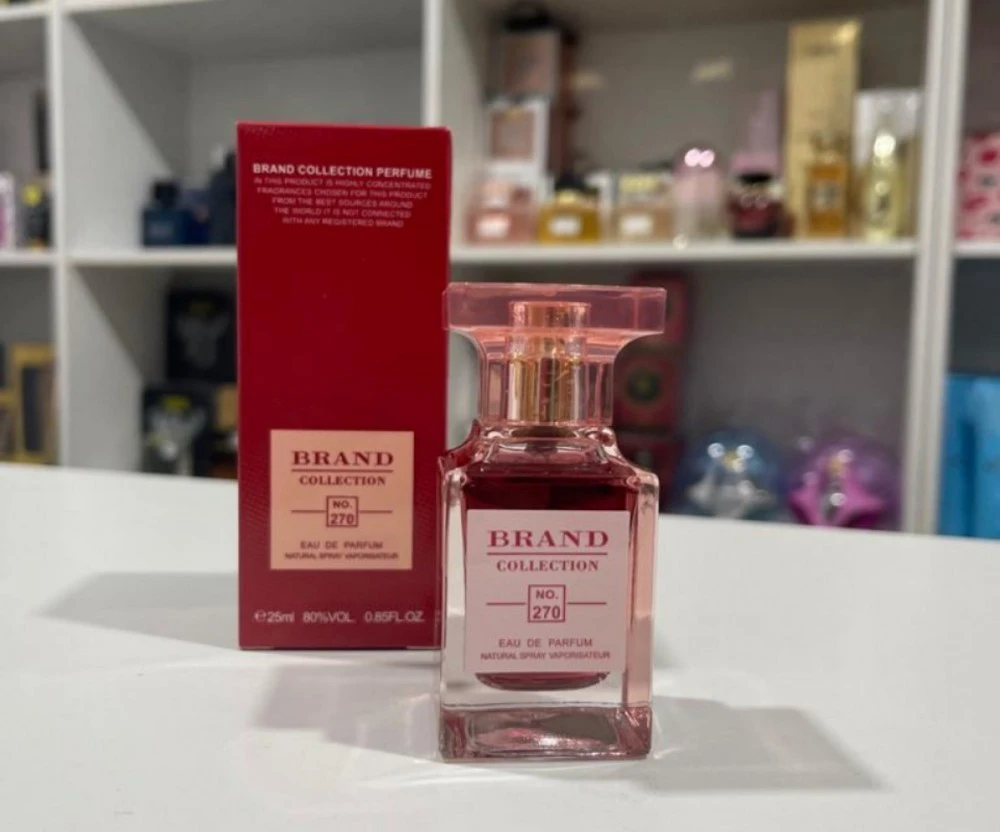 BRAND COLLECTION PERFUME
IN THIS PRODUCT IS HIGHLY CONCENTRATED
FRAGRANCES CHOSEN FOR THIS PRODUCT
FROM THE BEST SOURCES AROUND
THE WORLD IT IS NOT CONNECTED
WITH ANY REGISTERED BRAND
BRAND
COLLECTION
NO.
270
EAU DE PARFUM
NATURAL SPRAY VAPORISATEUR
℮25ml 80%VOL. 0.85FL.OZ.
BRAND
COLLECTION
NO.
270
EAU DE PARFUM
NATURAL SPRAY VAPORISATEUR